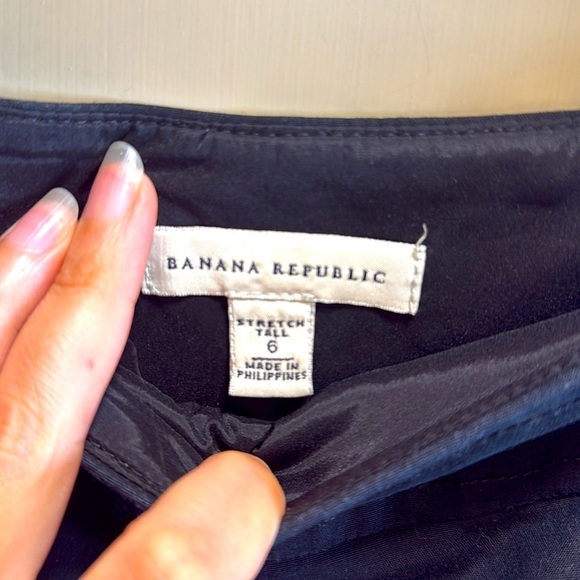 BANANA REPUBLIC
STRETCH
TALL
6
MADE IN
PHILIPPINES